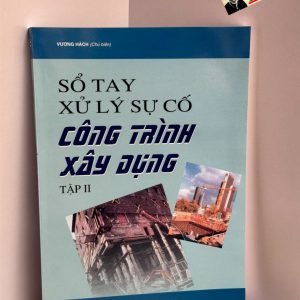 VƯƠNG HÁCH (Chủ biên)
SỔ TAY
XỬ LÝ SỰ CỐ
CÔNG TRÌNH
XÂY DỰNG
TẬP II